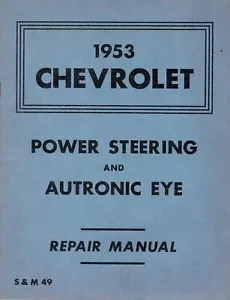 1953
CHEVROLET
POWER STEERING
AND
AUTRONIC EYE
REPAIR MANUAL
S & M 49